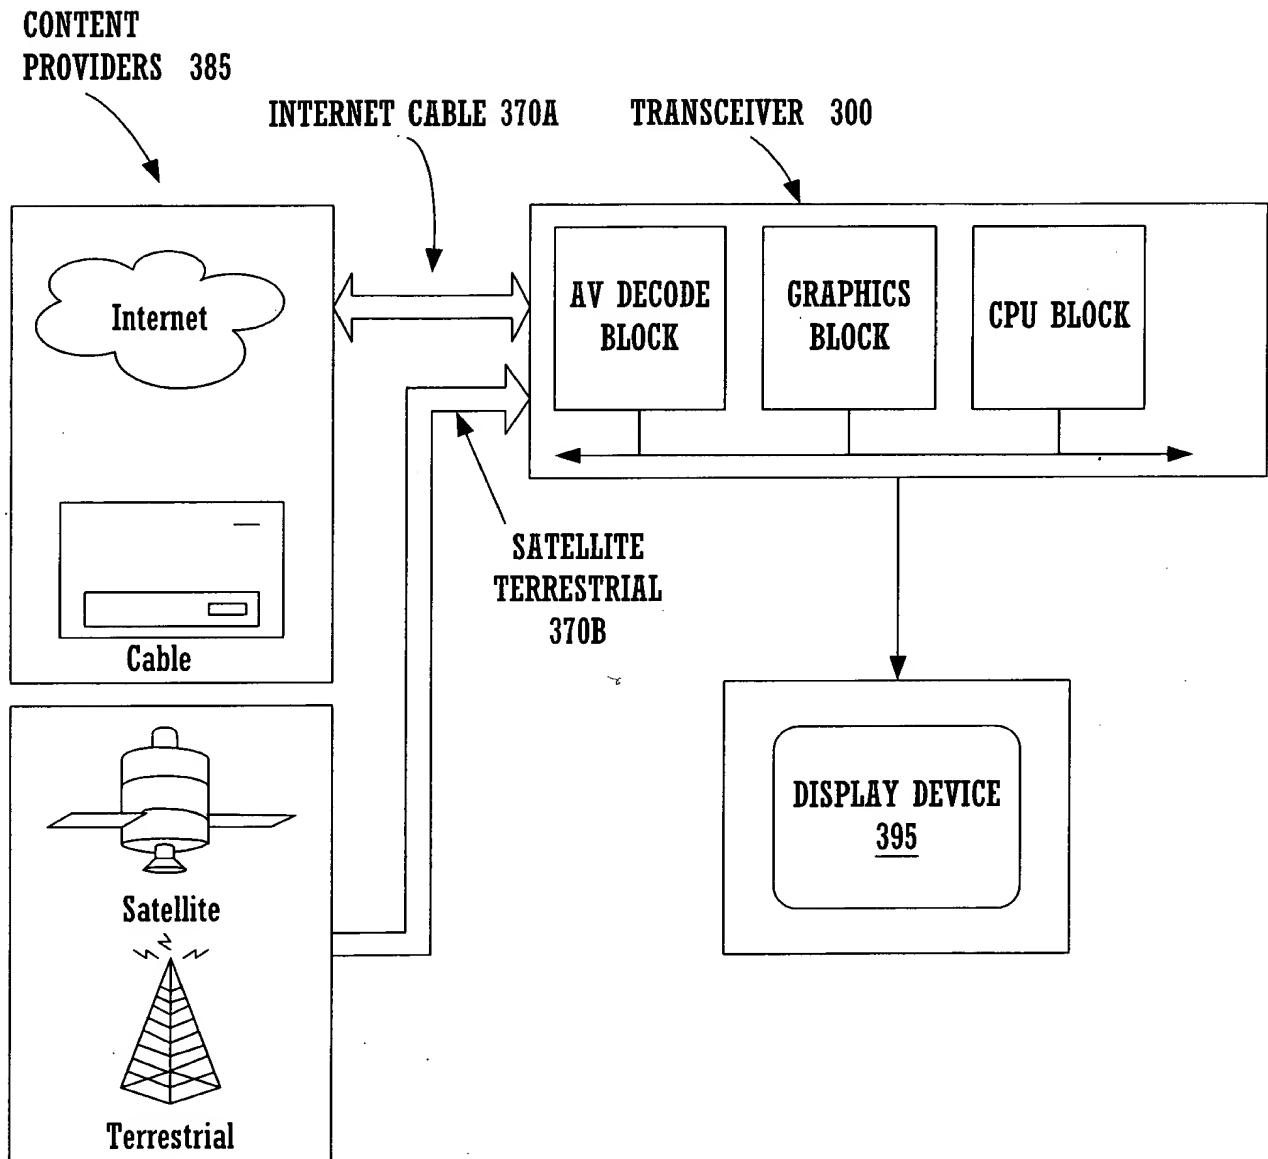 CONTENT
PROVIDERS 385
INTERNET CABLE 370A
TRANSCEIVER 300
Internet
AV DECODE
BLOCK
GRAPHICS
BLOCK
CPU BLOCK
SATELLITE
TERRESTRIAL
370B
Cable
DISPLAY DEVICE
395
Satellite
Terrestrial